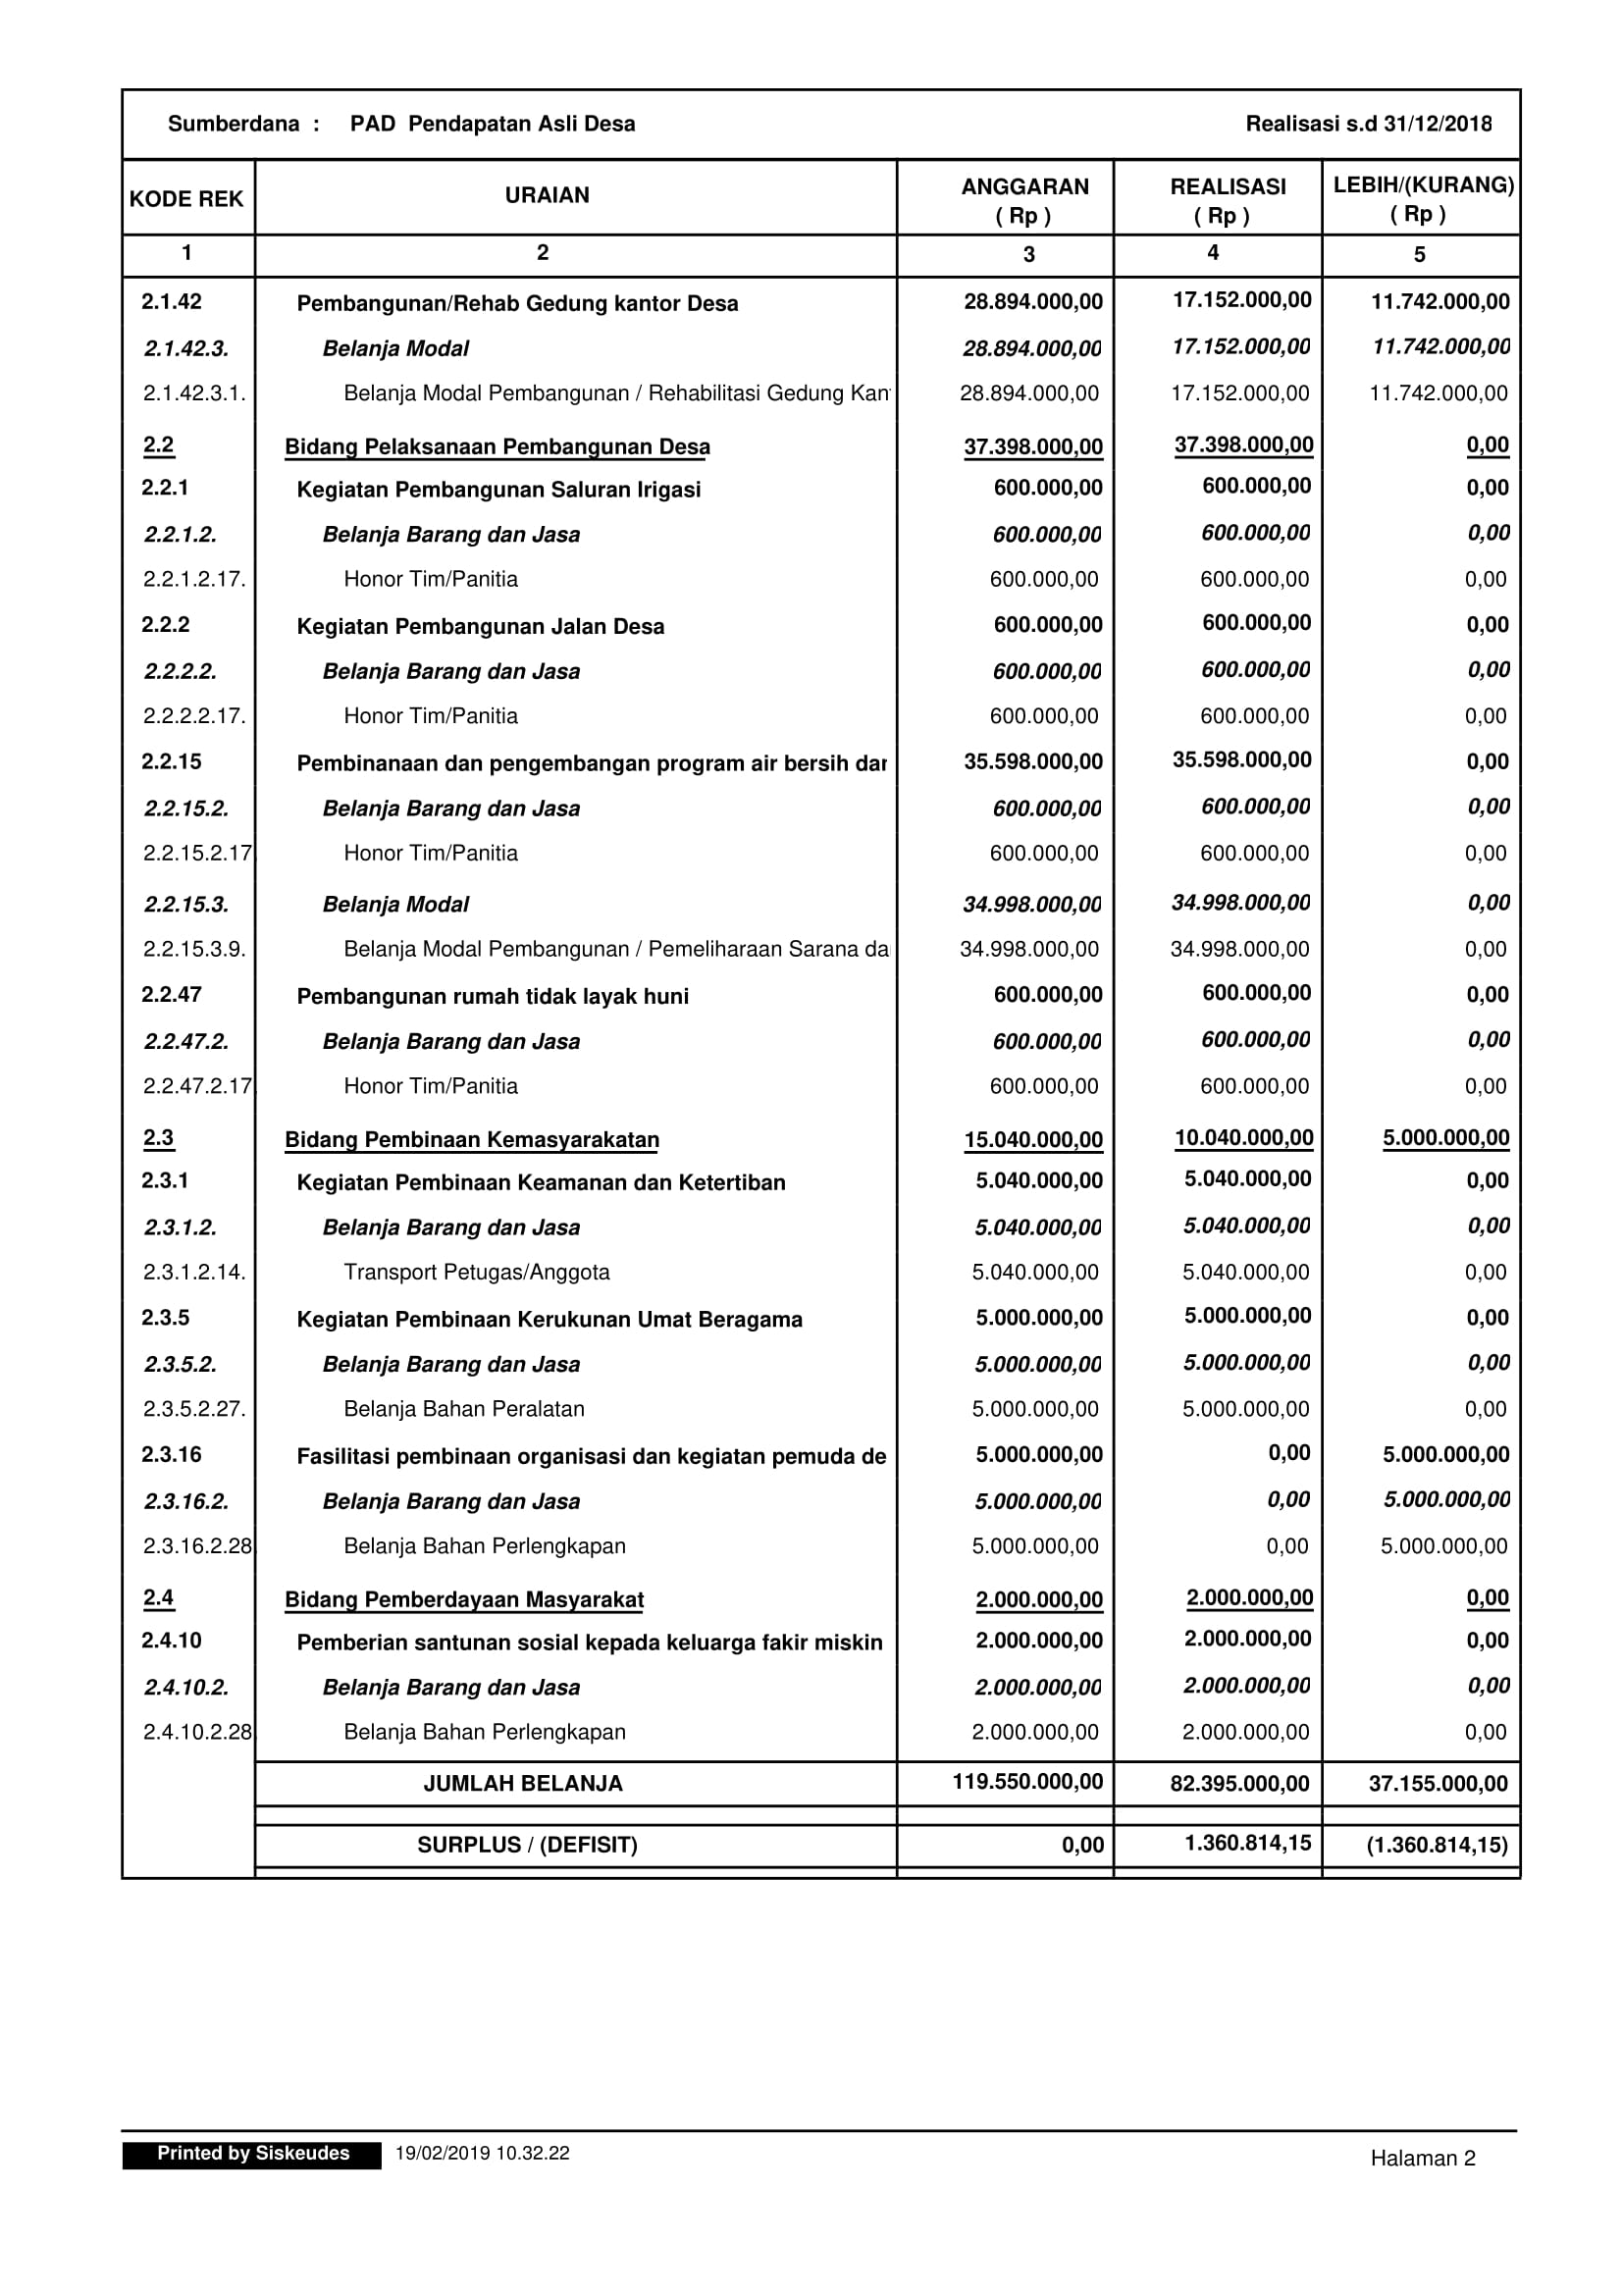 Sumberdana : PAD Pendapatan Asli Desa Realisasi s.d 31/12/2018
KODE REK URAIAN ANGGARAN ( Rp ) REALISASI ( Rp ) LEBIH/(KURANG) ( Rp )
1 2 3 4 5
2.1.42 Pembangunan/Rehab Gedung kantor Desa 28.894.000,00 17.152.000,00 11.742.000,00
2.1.42.3. Belanja Modal 28.894.000,00 17.152.000,00 11.742.000,00
2.1.42.3.1. Belanja Modal Pembangunan / Rehabilitasi Gedung Kan 28.894.000,00 17.152.000,00 11.742.000,00
2.2 Bidang Pelaksanaan Pembangunan Desa 37.398.000,00 37.398.000,00 0,00
2.2.1 Kegiatan Pembangunan Saluran Irigasi 600.000,00 600.000,00 0,00
2.2.1.2. Belanja Barang dan Jasa 600.000,00 600.000,00 0,00
2.2.1.2.17. Honor Tim/Panitia 600.000,00 600.000,00 0,00
2.2.2 Kegiatan Pembangunan Jalan Desa 600.000,00 600.000,00 0,00
2.2.2.2. Belanja Barang dan Jasa 600.000,00 600.000,00 0,00
2.2.2.2.17. Honor Tim/Panitia 600.000,00 600.000,00 0,00
2.2.15 Pembinanaan dan pengembangan program air bersih dar 35.598.000,00 35.598.000,00 0,00
2.2.15.2. Belanja Barang dan Jasa 600.000,00 600.000,00 0,00
2.2.15.2.17. Honor Tim/Panitia 600.000,00 600.000,00 0,00
2.2.15.3. Belanja Modal 34.998.000,00 34.998.000,00 0,00
2.2.15.3.9. Belanja Modal Pembangunan / Pemeliharaan Sarana da 34.998.000,00 34.998.000,00 0,00
2.2.47 Pembangunan rumah tidak layak huni 600.000,00 600.000,00 0,00
2.2.47.2. Belanja Barang dan Jasa 600.000,00 600.000,00 0,00
2.2.47.2.17. Honor Tim/Panitia 600.000,00 600.000,00 0,00
2.3 Bidang Pembinaan Kemasyarakatan 15.040.000,00 10.040.000,00 5.000.000,00
2.3.1 Kegiatan Pembinaan Keamanan dan Ketertiban 5.040.000,00 5.040.000,00 0,00
2.3.1.2. Belanja Barang dan Jasa 5.040.000,00 5.040.000,00 0,00
2.3.1.2.14. Transport Petugas/Anggota 5.040.000,00 5.040.000,00 0,00
2.3.5 Kegiatan Pembinaan Kerukunan Umat Beragama 5.000.000,00 5.000.000,00 0,00
2.3.5.2. Belanja Barang dan Jasa 5.000.000,00 5.000.000,00 0,00
2.3.5.2.27. Belanja Bahan Peralatan 5.000.000,00 5.000.000,00 0,00
2.3.16 Fasilitasi pembinaan organisasi dan kegiatan pemuda de 5.000.000,00 0,00 5.000.000,00
2.3.16.2. Belanja Barang dan Jasa 5.000.000,00 0,00 5.000.000,00
2.3.16.2.28. Belanja Bahan Perlengkapan 5.000.000,00 0,00 5.000.000,00
2.4 Bidang Pemberdayaan Masyarakat 2.000.000,00 2.000.000,00 0,00
2.4.10 Pemberian santunan sosial kepada keluarga fakir miskin 2.000.000,00 2.000.000,00 0,00
2.4.10.2. Belanja Barang dan Jasa 2.000.000,00 2.000.000,00 0,00
2.4.10.2.28. Belanja Bahan Perlengkapan 2.000.000,00 2.000.000,00 0,00
JUMLAH BELANJA 119.550.000,00 82.395.000,00 37.155.000,00
SURPLUS / (DEFISIT) 0,00 1.360.814,15 (1.360.814,15)
Printed by Siskeudes 19/02/2019 10.32.22 Halaman 2